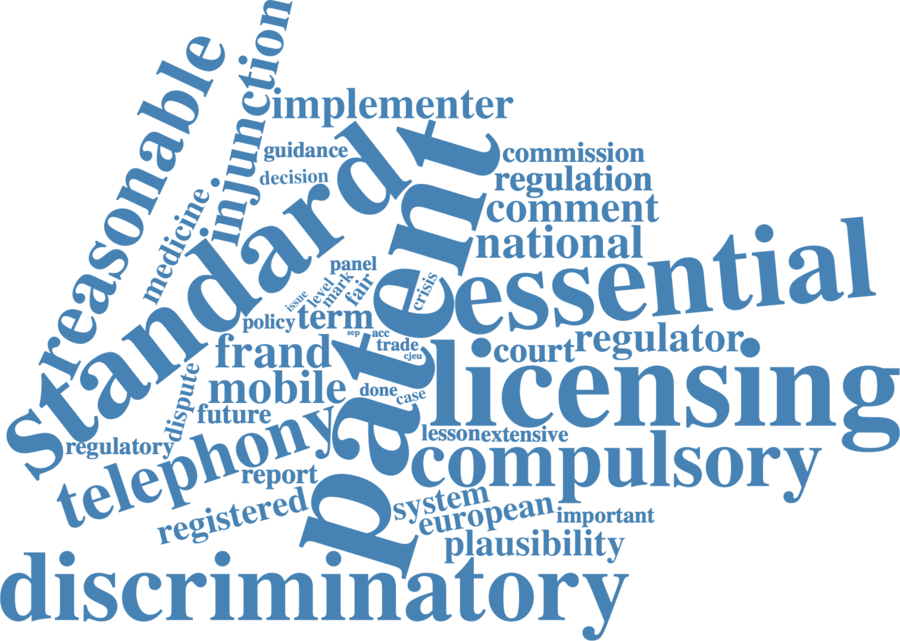 reasonable
injunction
implementer
guidance
decision
standard
patent
commission
regulation
comment
national
essential
medicine
panel
level
mark
fair
issue
crisis
policy
term
sep
acc
trade
cjeu
frand
court
regulator
licensing
mobile
done
case
dispute
future
regulatory
telephony
lesson
extensive
compulsory
report
registered
system
european
important
plausibility
discriminatory